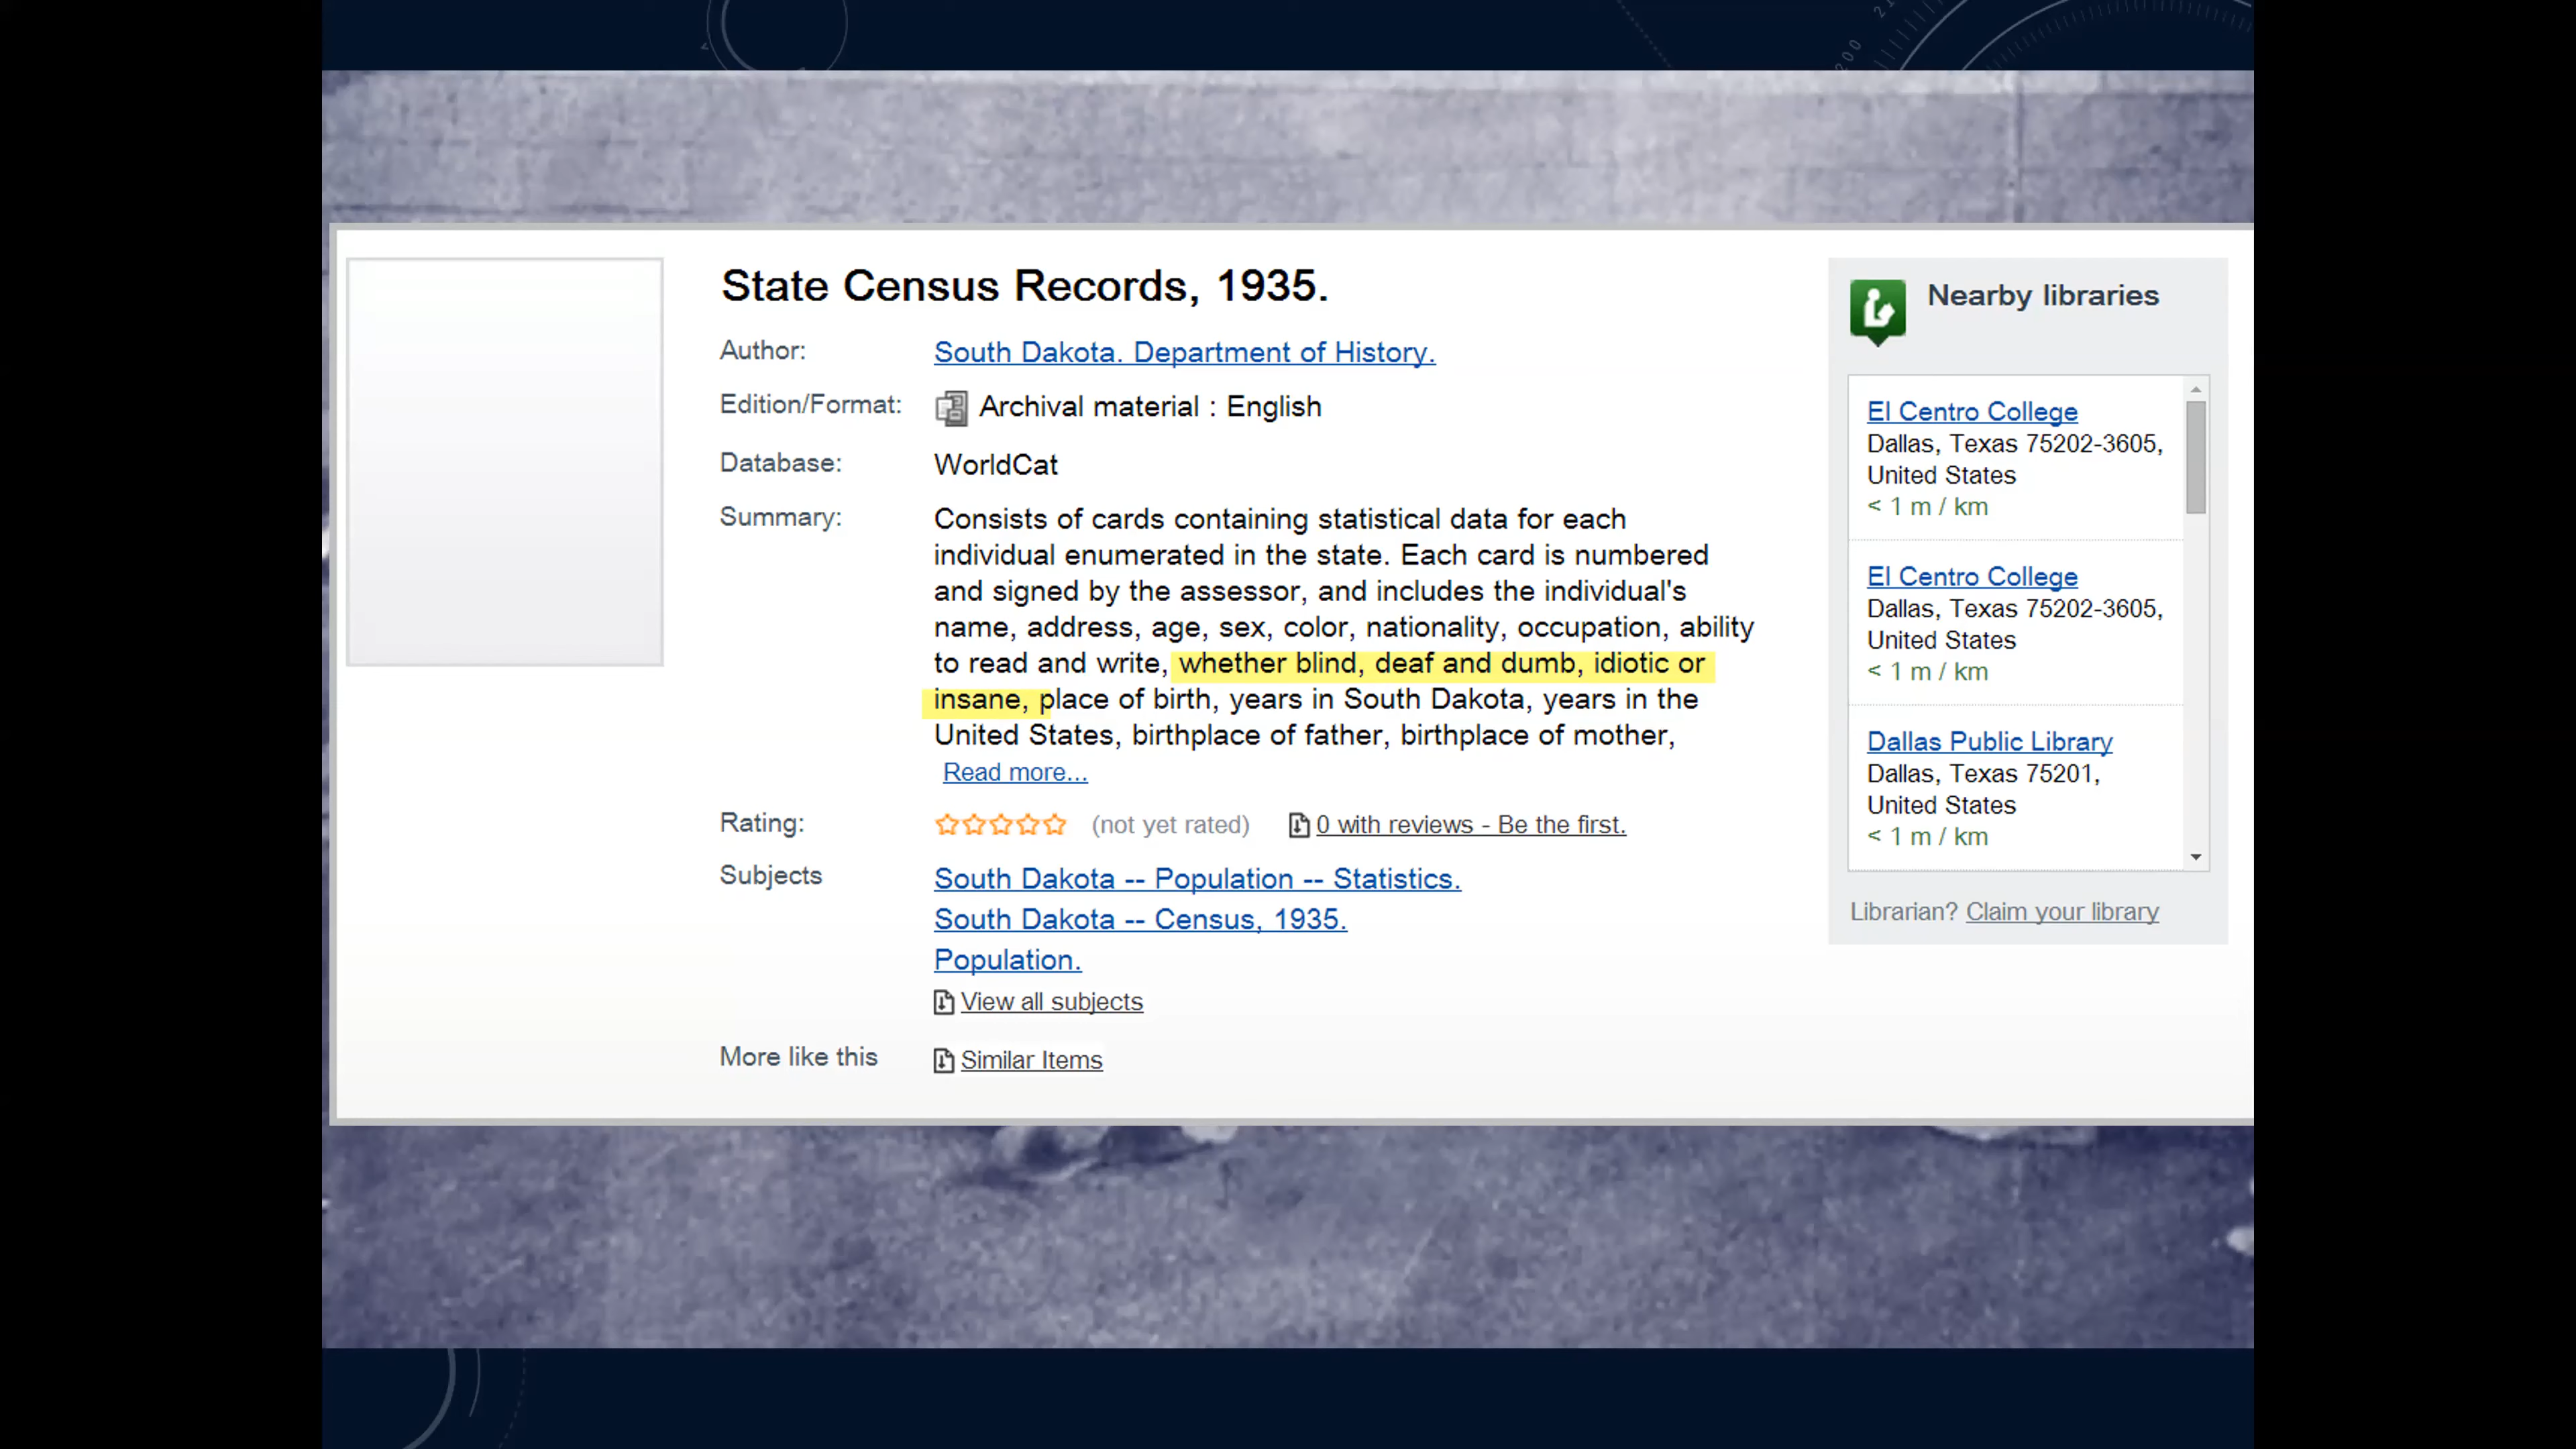 State Census Records, 1935.
Author: South Dakota. Department of History.
Edition/Format: Archival material : English
Database: WorldCat
Summary: Consists of cards containing statistical data for each
individual enumerated in the state. Each card is numbered
and signed by the assessor, and includes the individual's
name, address, age, sex, color, nationality, occupation, ability
to read and write, whether blind, deaf and dumb, idiotic or
insane, place of birth, years in South Dakota, years in the
United States, birthplace of father, birthplace of mother,
Read more...
Rating: (not yet rated) 0 with reviews - Be the first.
Subjects South Dakota -- Population -- Statistics.
South Dakota -- Census, 1935.
Population.
View all subjects
More like this Similar Items
Nearby libraries
El Centro College
Dallas, Texas 75202-3605,
United States
< 1 m / km
El Centro College
Dallas, Texas 75202-3605,
United States
< 1 m / km
Dallas Public Library
Dallas, Texas 75201,
United States
< 1 m / km
Librarian? Claim your library
200